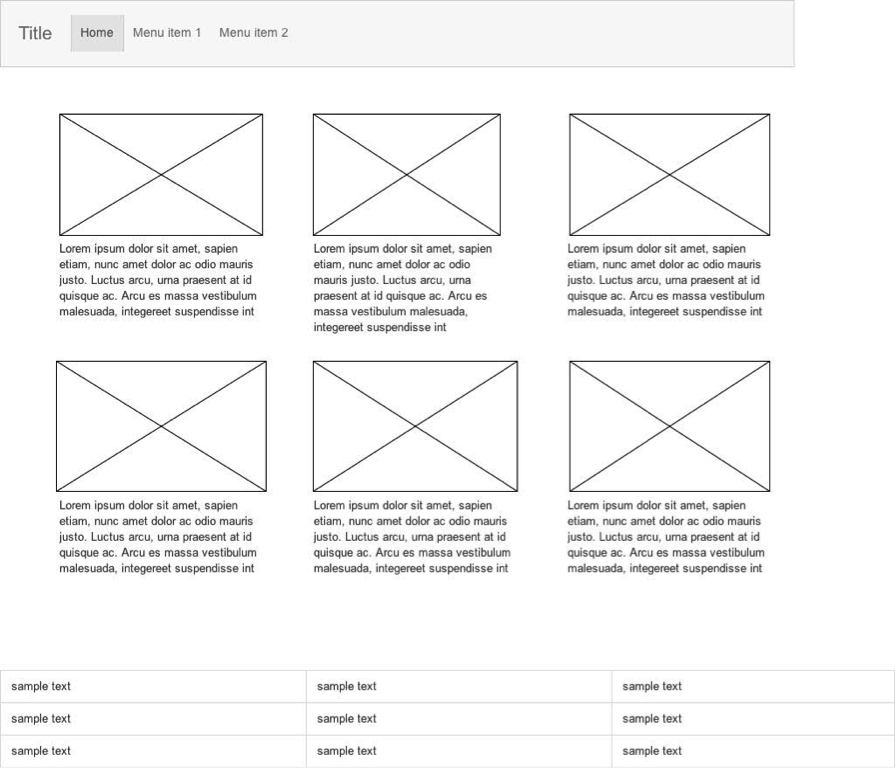 Title Home Menu item 1 Menu item 2
Lorem ipsum dolor sit amet, sapien
etiam, nunc amet dolor ac odio mauris
justo. Luctus arcu, urna praesent at id
quisque ac. Arcu es massa vestibulum
malesuada, integereet suspendisse int
Lorem ipsum dolor sit amet, sapien
etiam, nunc amet dolor ac odio
mauris justo. Luctus arcu, urna
praesent at id quisque ac. Arcu es
massa vestibulum malesuada,
integereet suspendisse int
Lorem ipsum dolor sit amet, sapien
etiam, nunc amet dolor ac odio mauris
justo. Luctus arcu, urna praesent at id
quisque ac. Arcu es massa vestibulum
malesuada, integereet suspendisse int
Lorem ipsum dolor sit amet, sapien
etiam, nunc amet dolor ac odio mauris
justo. Luctus arcu, urna praesent at id
quisque ac. Arcu es massa vestibulum
malesuada, integereet suspendisse int
Lorem ipsum dolor sit amet, sapien
etiam, nunc amet dolor ac odio mauris
justo. Luctus arcu, urna praesent at id
quisque ac. Arcu es massa vestibulum
malesuada, integereet suspendisse int
Lorem ipsum dolor sit amet, sapien
etiam, nunc amet dolor ac odio mauris
justo. Luctus arcu, urna praesent at id
quisque ac. Arcu es massa vestibulum
malesuada, integereet suspendisse int
sample text sample text sample text
sample text sample text sample text
sample text sample text sample text